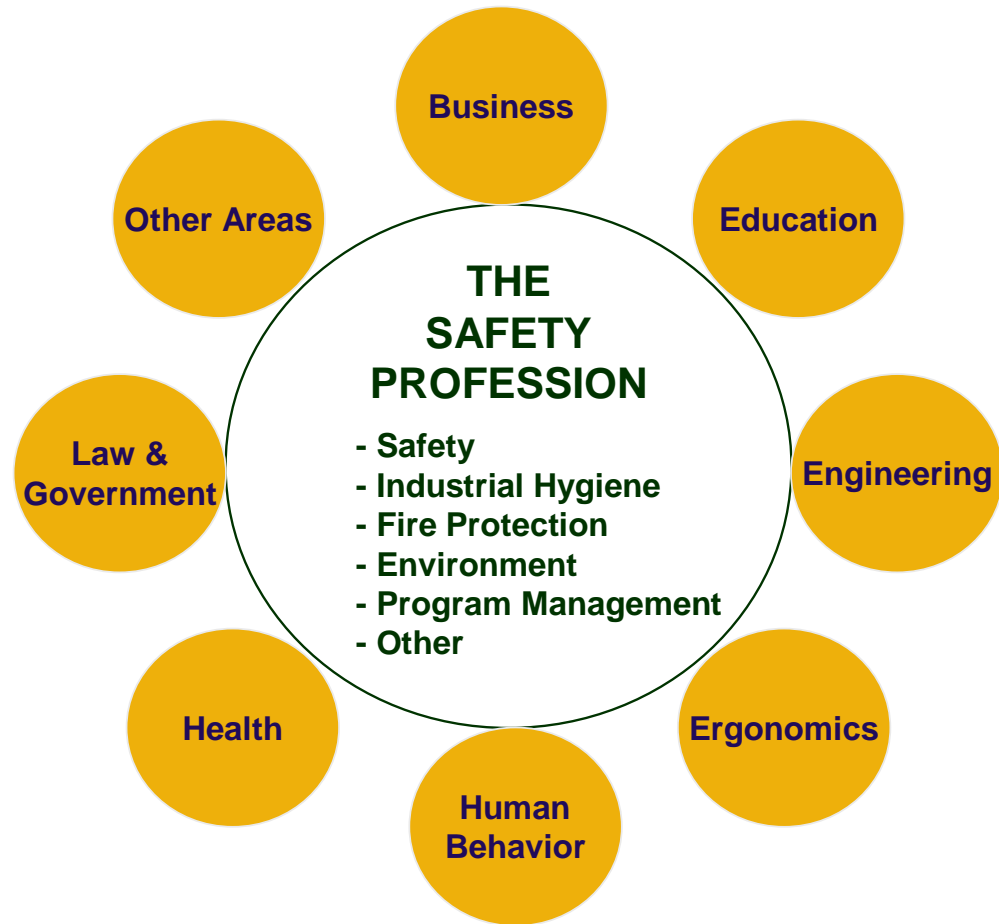 Business
Other Areas
Education
THE
SAFETY
PROFESSION
- Safety
- Industrial Hygiene
- Fire Protection
- Environment
- Program Management
- Other
Law &
Government
Engineering
Health
Ergonomics
Human
Behavior